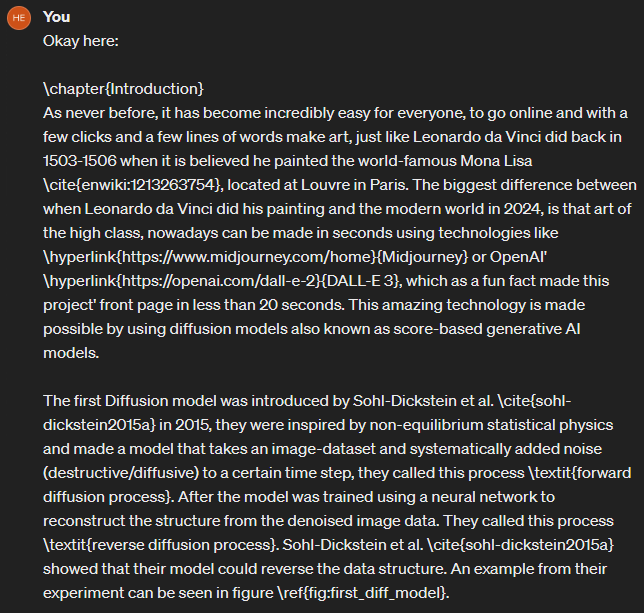 HE
You
Okay here:
\chapter{Introduction}
As never before, it has become incredibly easy for everyone, to go online and with a
few clicks and a few lines of words make art, just like Leonardo da Vinci did back in
1503-1506 when it is believed he painted the world-famous Mona Lisa
\cite{enwiki:1213263754}, located at Louvre in Paris. The biggest difference between
when Leonardo da Vinci did his painting and the modern world in 2024, is that art of
the high class, nowadays can be made in seconds using technologies like
\hyperlink{https://www.midjourney.com/home}{Midjourney} or OpenAI'
\hyperlink{https://openai.com/dall-e-2}{DALL-E 3}, which as a fun fact made this
project' front page in less than 20 seconds. This amazing technology is made
possible by using diffusion models also known as score-based generative AI
models.
The first Diffusion model was introduced by Sohl-Dickstein et al. \cite{sohl-
dickstein2015a} in 2015, they were inspired by non-equilibrium statistical physics
and made a model that takes an image-dataset and systematically added noise
(destructive/diffusive) to a certain time step, they called this process \textit{forward
diffusion process}. After the model was trained using a neural network to
reconstruct the structure from the denoised image data. They called this process
\textit{reverse diffusion process}. Sohl-Dickstein et al. \cite{sohl-dickstein2015a}
showed that their model could reverse the data structure. An example from their
experiment can be seen in figure \ref{fig:first_diff_model}.